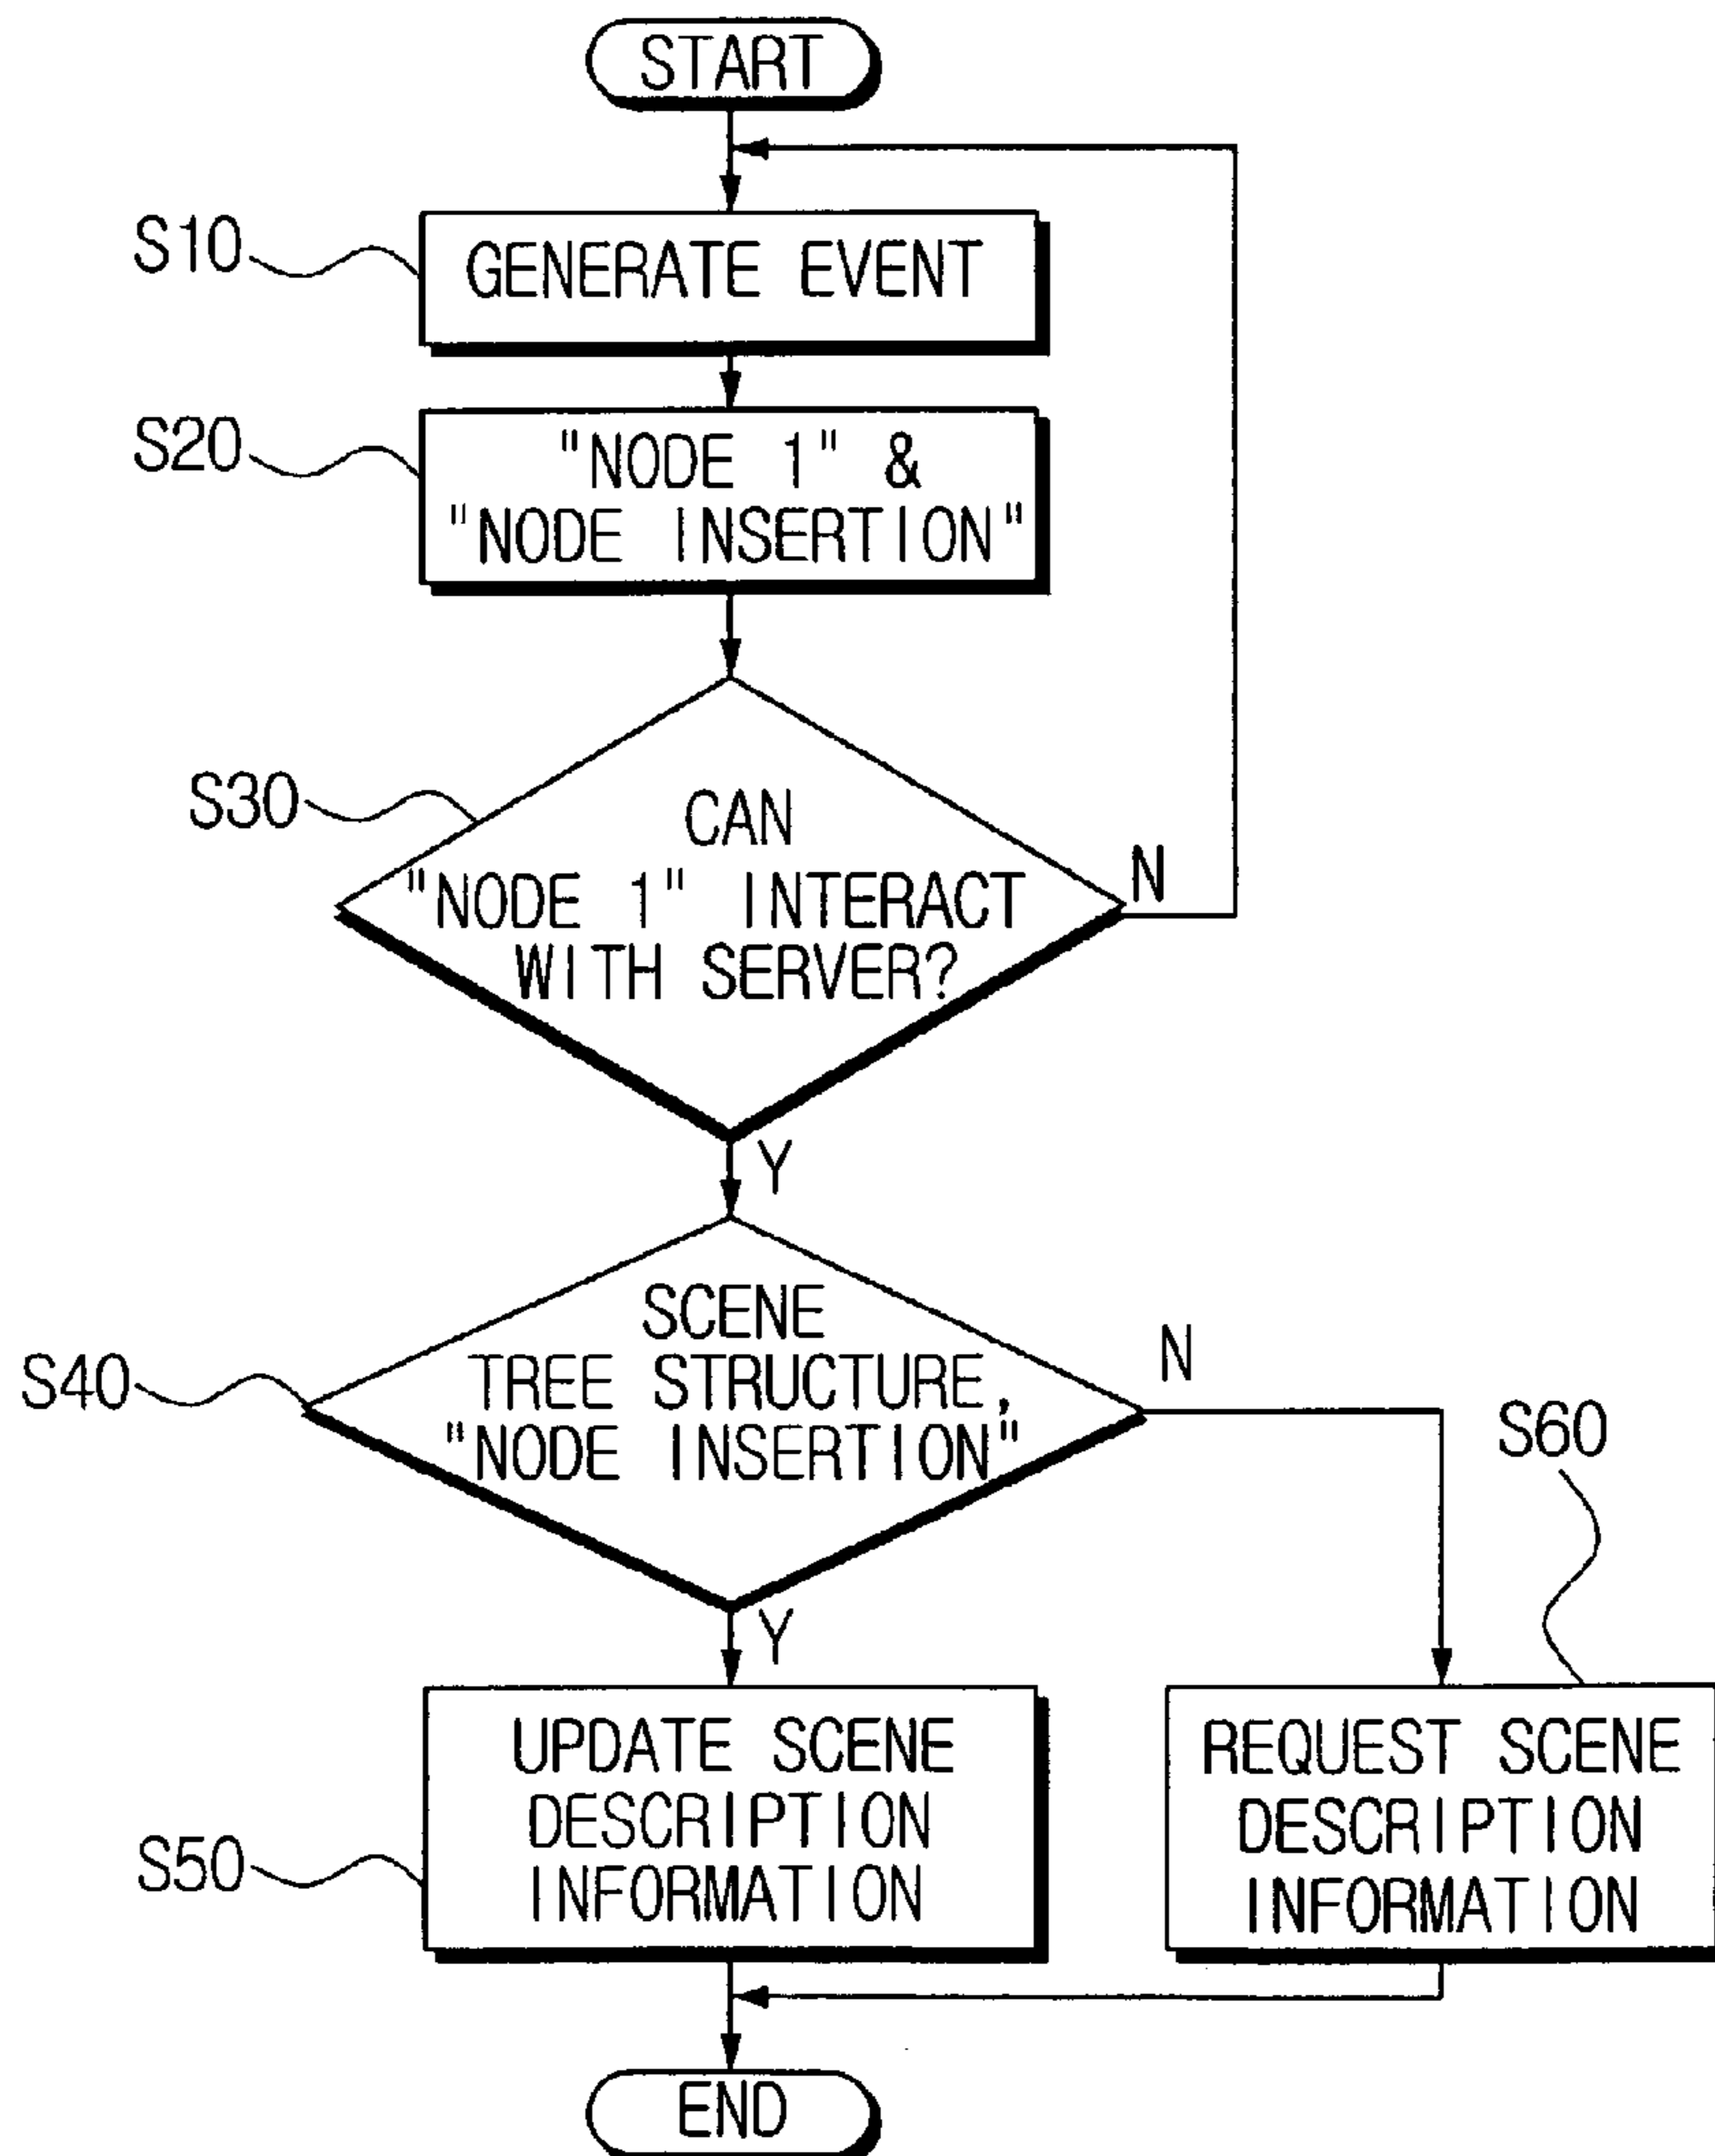 START
S10
GENERATE EVENT
S20
"NODE 1" &
"NODE INSERTION"
S30
CAN
"NODE 1" INTERACT
WITH SERVER?
N
Y
S40
SCENE
TREE STRUCTURE,
"NODE INSERTION"
N
S60
Y
S50
UPDATE SCENE
DESCRIPTION
INFORMATION
REQUEST SCENE
DESCRIPTION
INFORMATION
END